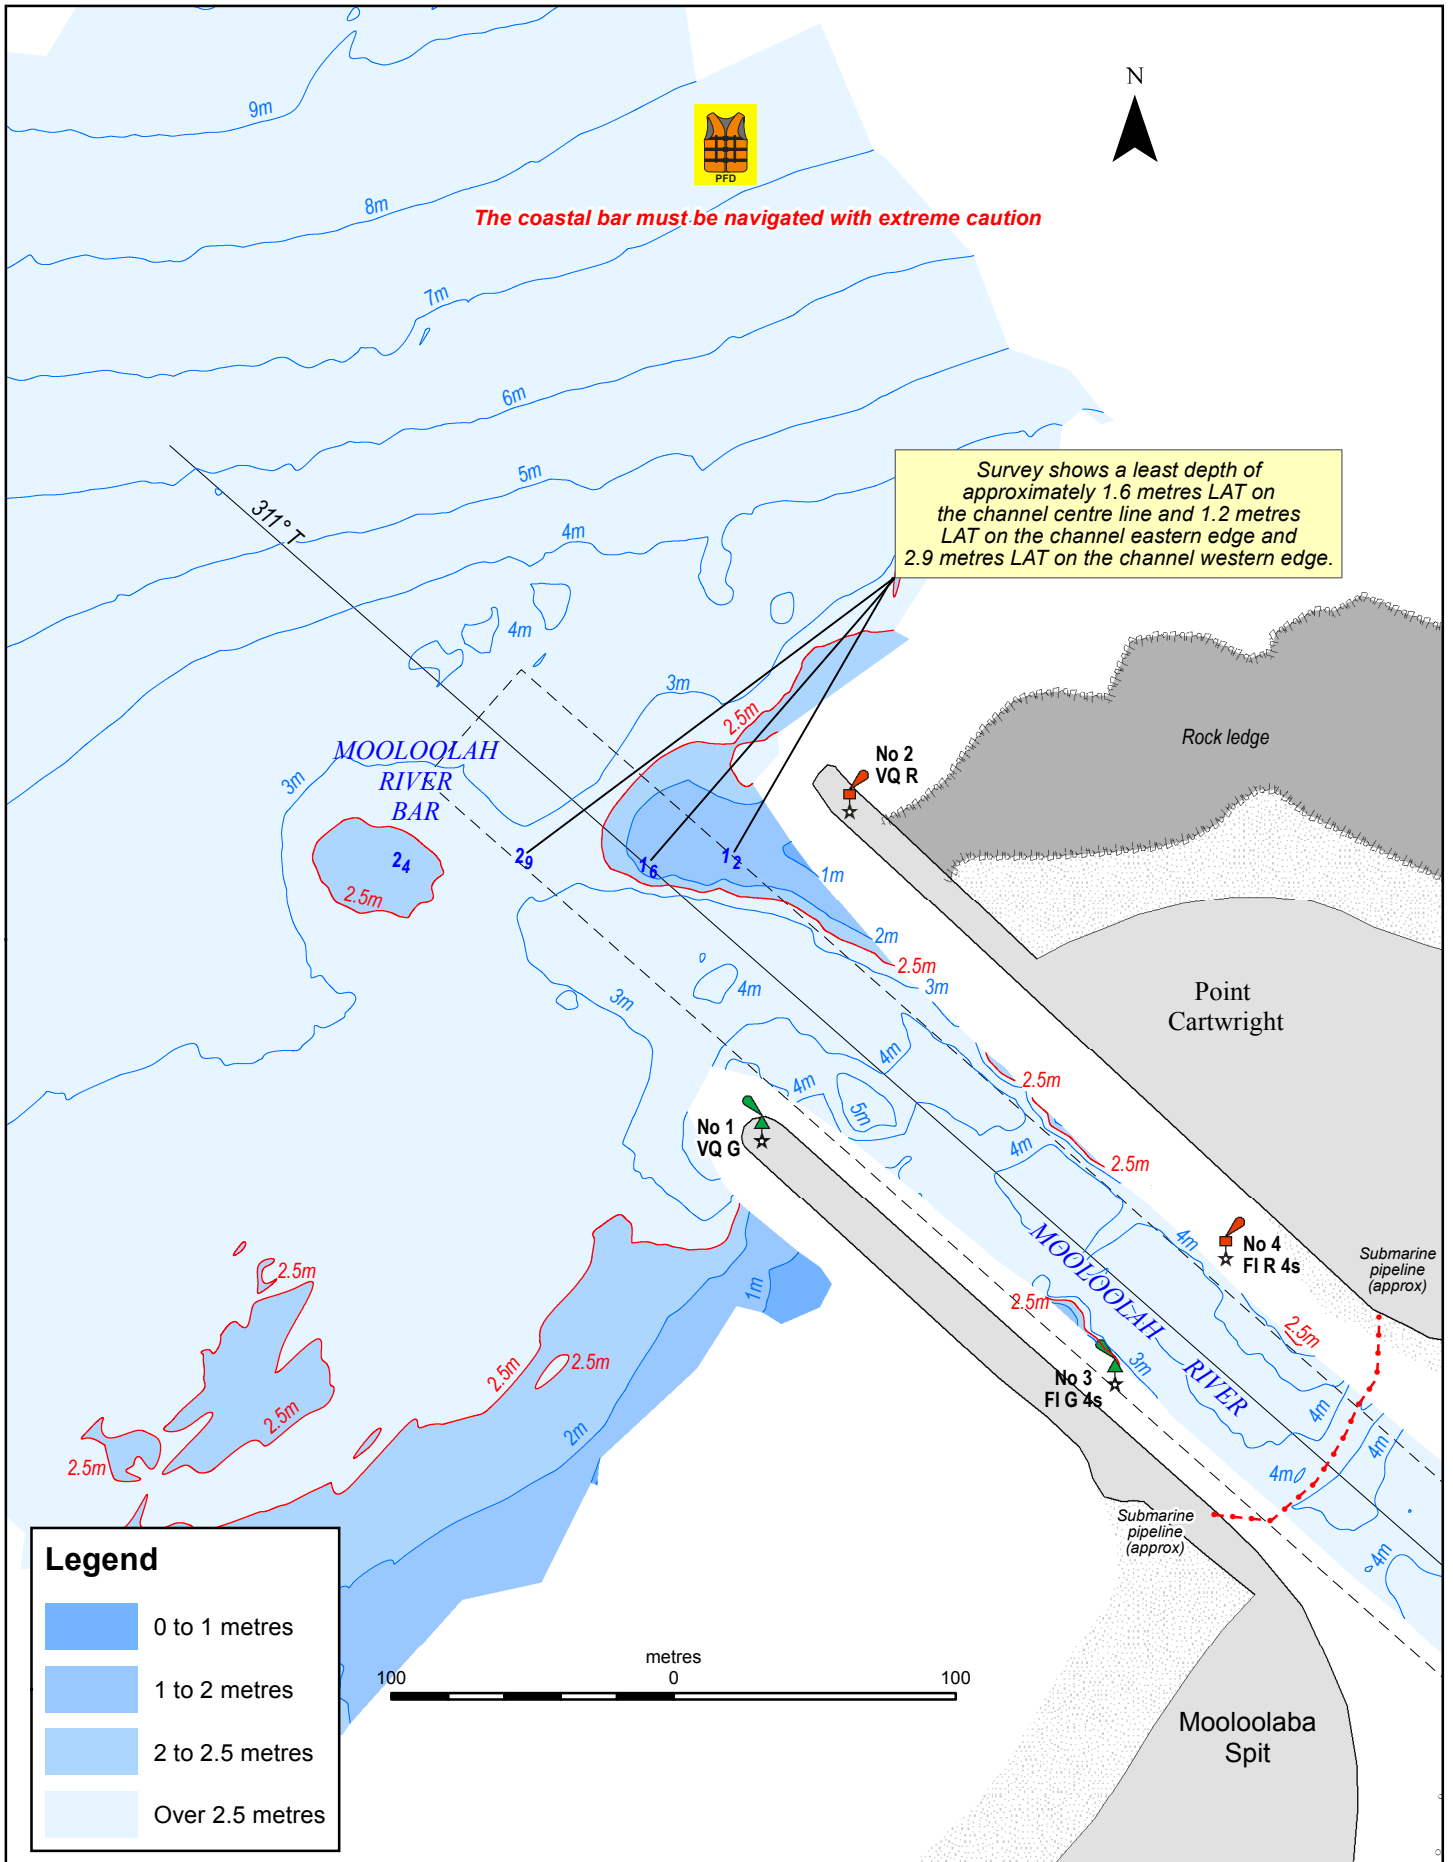 9m
N
PFD
8m
The coastal bar must be navigated with extreme caution
7m
6m
5m
Survey shows a least depth of
approximately 1.6 metres LAT on
the channel centre line and 1.2 metres
LAT on the channel eastern edge and
2.9 metres LAT on the channel western edge.
311° T
4m
4m
3m
2.5m
Rock ledge
MOOLOOLAH
RIVER
BAR
No 2
VQ R
3m
2 4
2 9
1 6
1 2
1m
2.5m
2m
2.5m
3m
3m
4m
Point
Cartwright
4m
2.5m
4m
5m
No 1
VQ G
4m
2.5m
4m
No 4
Fl R 4s
Submarine
pipeline
(approx)
MOOLOOLAH RIVER
2.5m
2.5m
1m
2.5m
3m
No 3
Fl G 4s
2.5m
2.5m
2.5m
2m
4m
4m
2.5m
4m
Submarine
pipeline
(approx)
4m
Legend
0 to 1 metres
1 to 2 metres
2 to 2.5 metres
Over 2.5 metres
metres
100 0 100
Mooloolaba
Spit